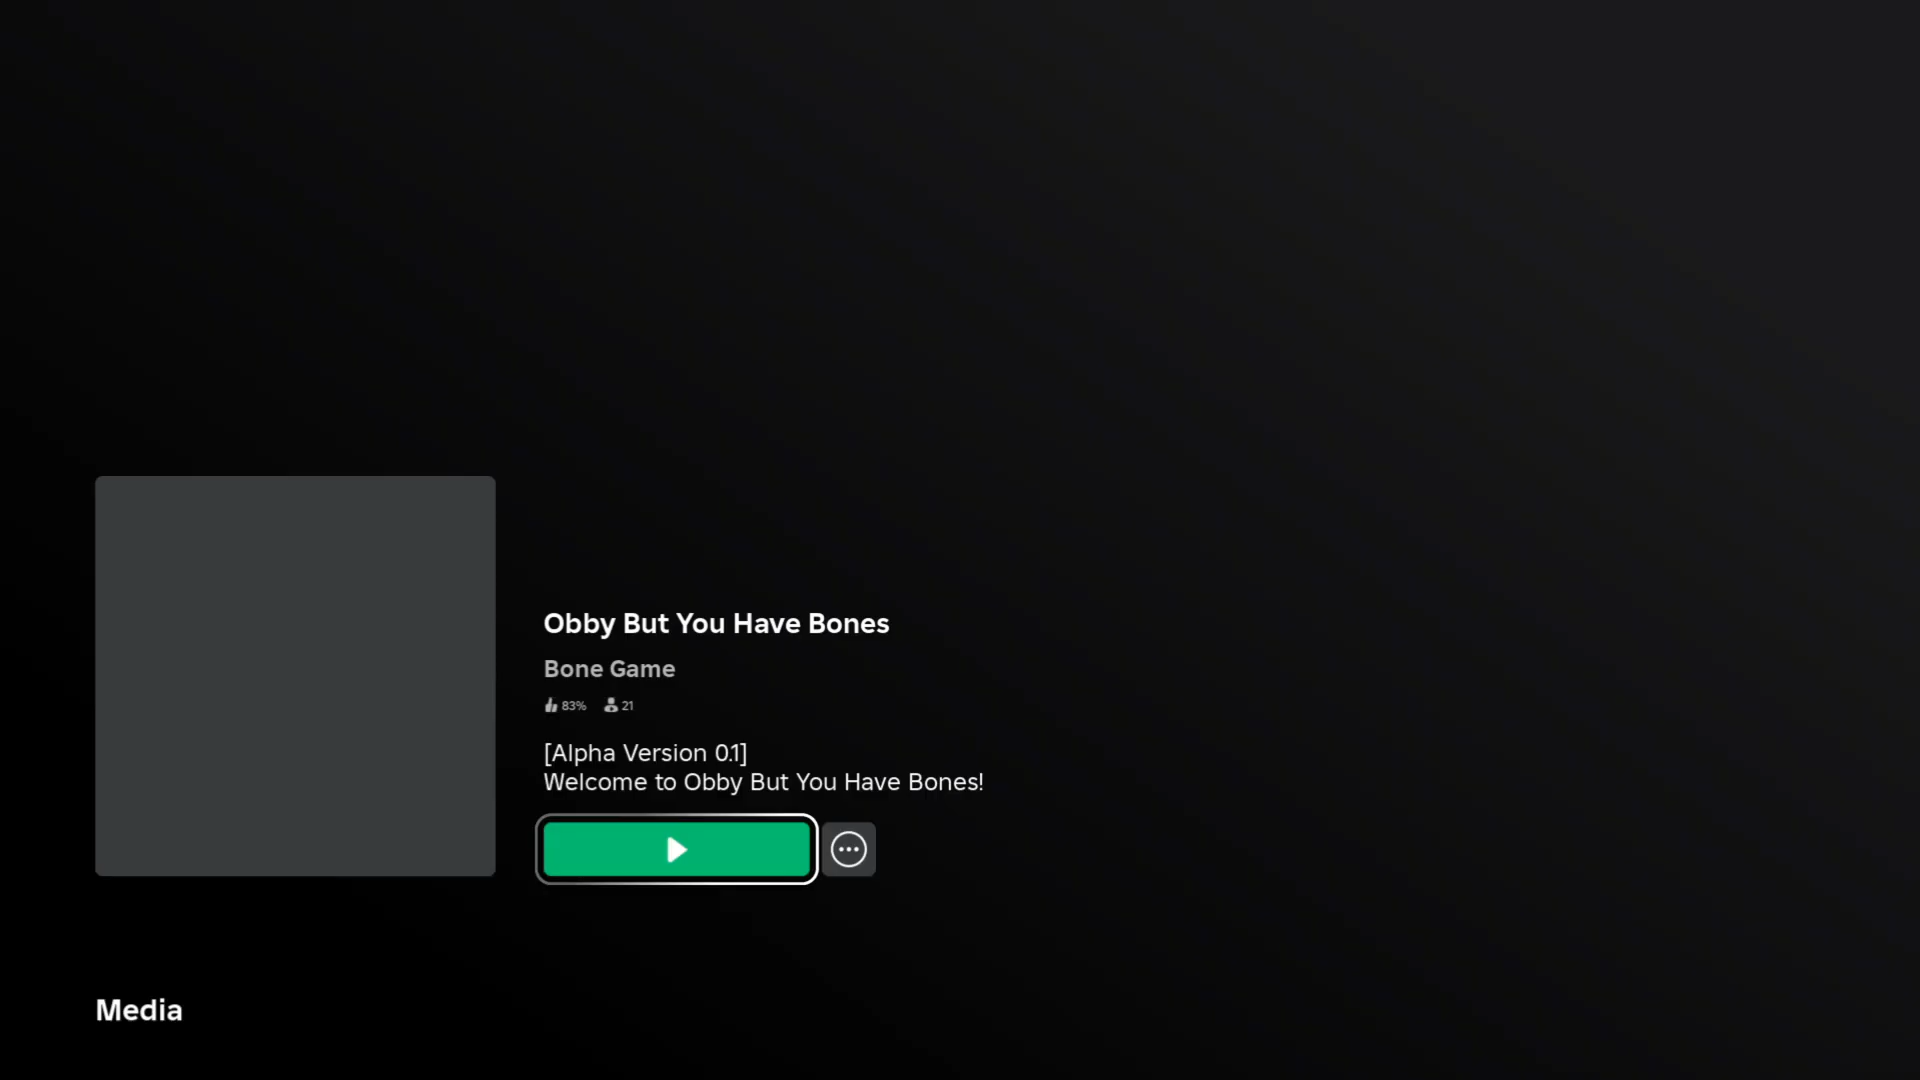 Obby But You Have Bones
Bone Game
83% 21
[Alpha Version 0.1]
Welcome to Obby But You Have Bones!
Media